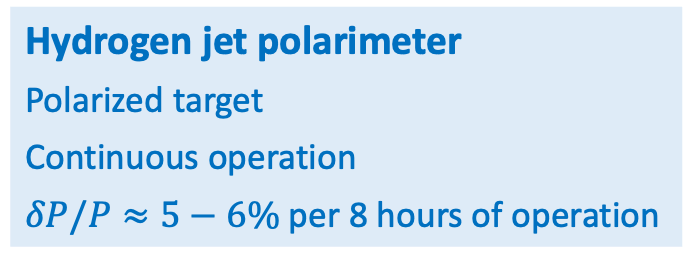 Hydrogen jet polarimeter
Polarized target
Continuous operation
δP/P ≈ 5 − 6% per 8 hours of operation